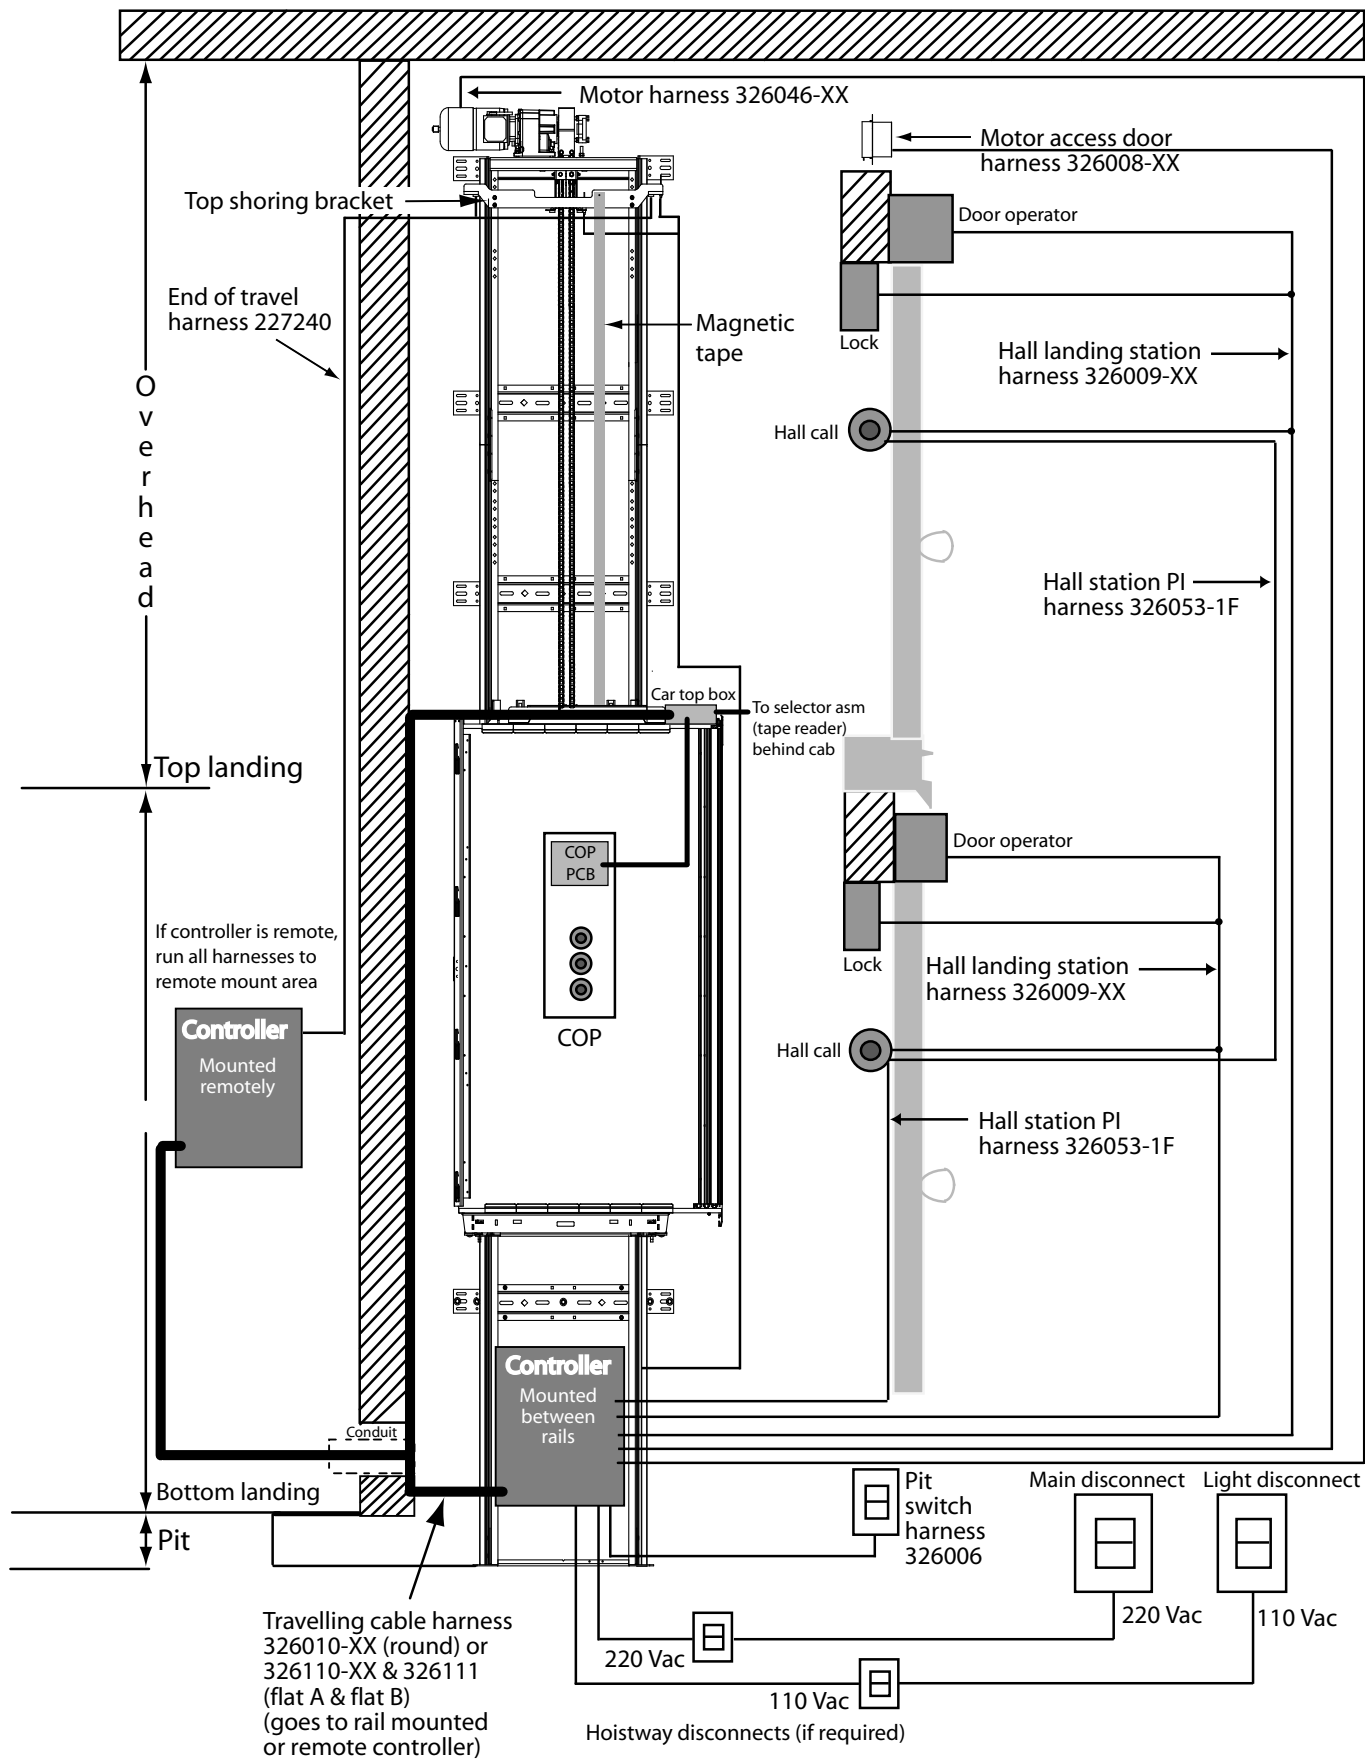 Motor harness 326046-XX
Motor access door
harness 326008-XX
Top shoring bracket
Door operator
End of travel
harness 227240
Magnetic
tape
Lock
Hall landing station
harness 326009-XX
Overhead
Hall call
Hall station PI
harness 326053-1F
Car top box
To selector asm
(tape reader)
behind cab
Top landing
COP
PCB
Door operator
If controller is remote,
run all harnesses to
remote mount area
Lock
Hall landing station
harness 326009-XX
Controller
Mounted
remotely
COP
Hall call
Hall station PI
harness 326053-1F
Controller
Mounted
between
rails
Conduit
Bottom landing
Pit
Pit
switch
harness
326006
Main disconnect
Light disconnect
Travelling cable harness
326010-XX (round) or
326110-XX & 326111
(flat A & flat B)
(goes to rail mounted
or remote controller)
220 Vac
220 Vac
110 Vac
110 Vac
Hoistway disconnects (if required)